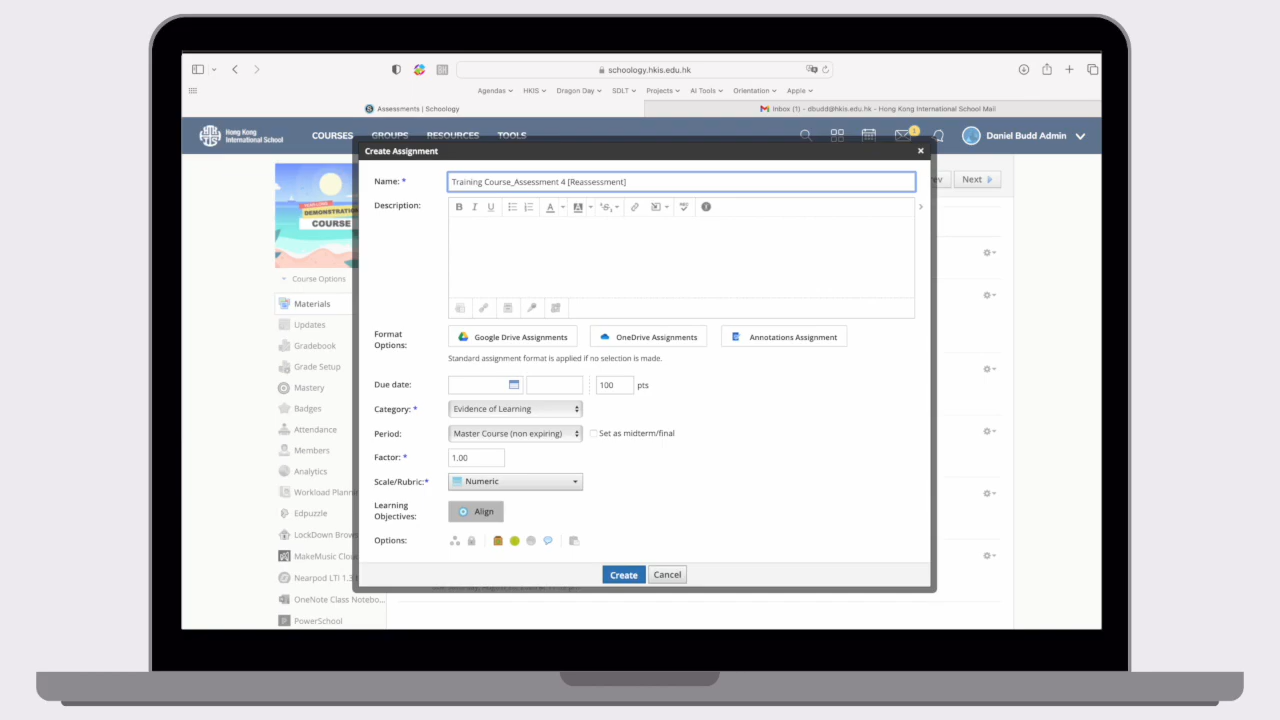 schoology.hkis.edu.hk
Agendas HKIS Dragon Day SDLT Projects AI Tools Orientation Apple
Assessments | Schoology
Inbox (1) - dbudd@hkis.edu.hk - Hong Kong International School Mail
Hong Kong
International School
COURSES GROUPS RESOURCES TOOLS
1
Daniel Budd Admin
Create Assignment
Next
DEMONSTRATION
COURSE
Course Options
Materials
Updates
Gradebook
Grade Setup
Mastery
Badges
Attendance
Members
Analytics
Workload Plann
Edpuzzle
LockDown Brow
MakeMusic Clou
Nearpod LTI! 1.3
OneNote Class Notebo...
PowerSchool
Name: * Training Course_Assessment 4 [Reassessment]
Description:
B I U
Format
Options:
Google Drive Assignments OneDrive Assignments Annotations Assignment
Standard assignment format is applied if no selection is made.
Due date: 100 pts
Category: * Evidence of Learning
Period: Master Course (non expiring) Set as midterm/final
Factor: * 1.00
Scale/Rubric:* Numeric
Learning
Objectives:
Align
Options:
Create Cancel